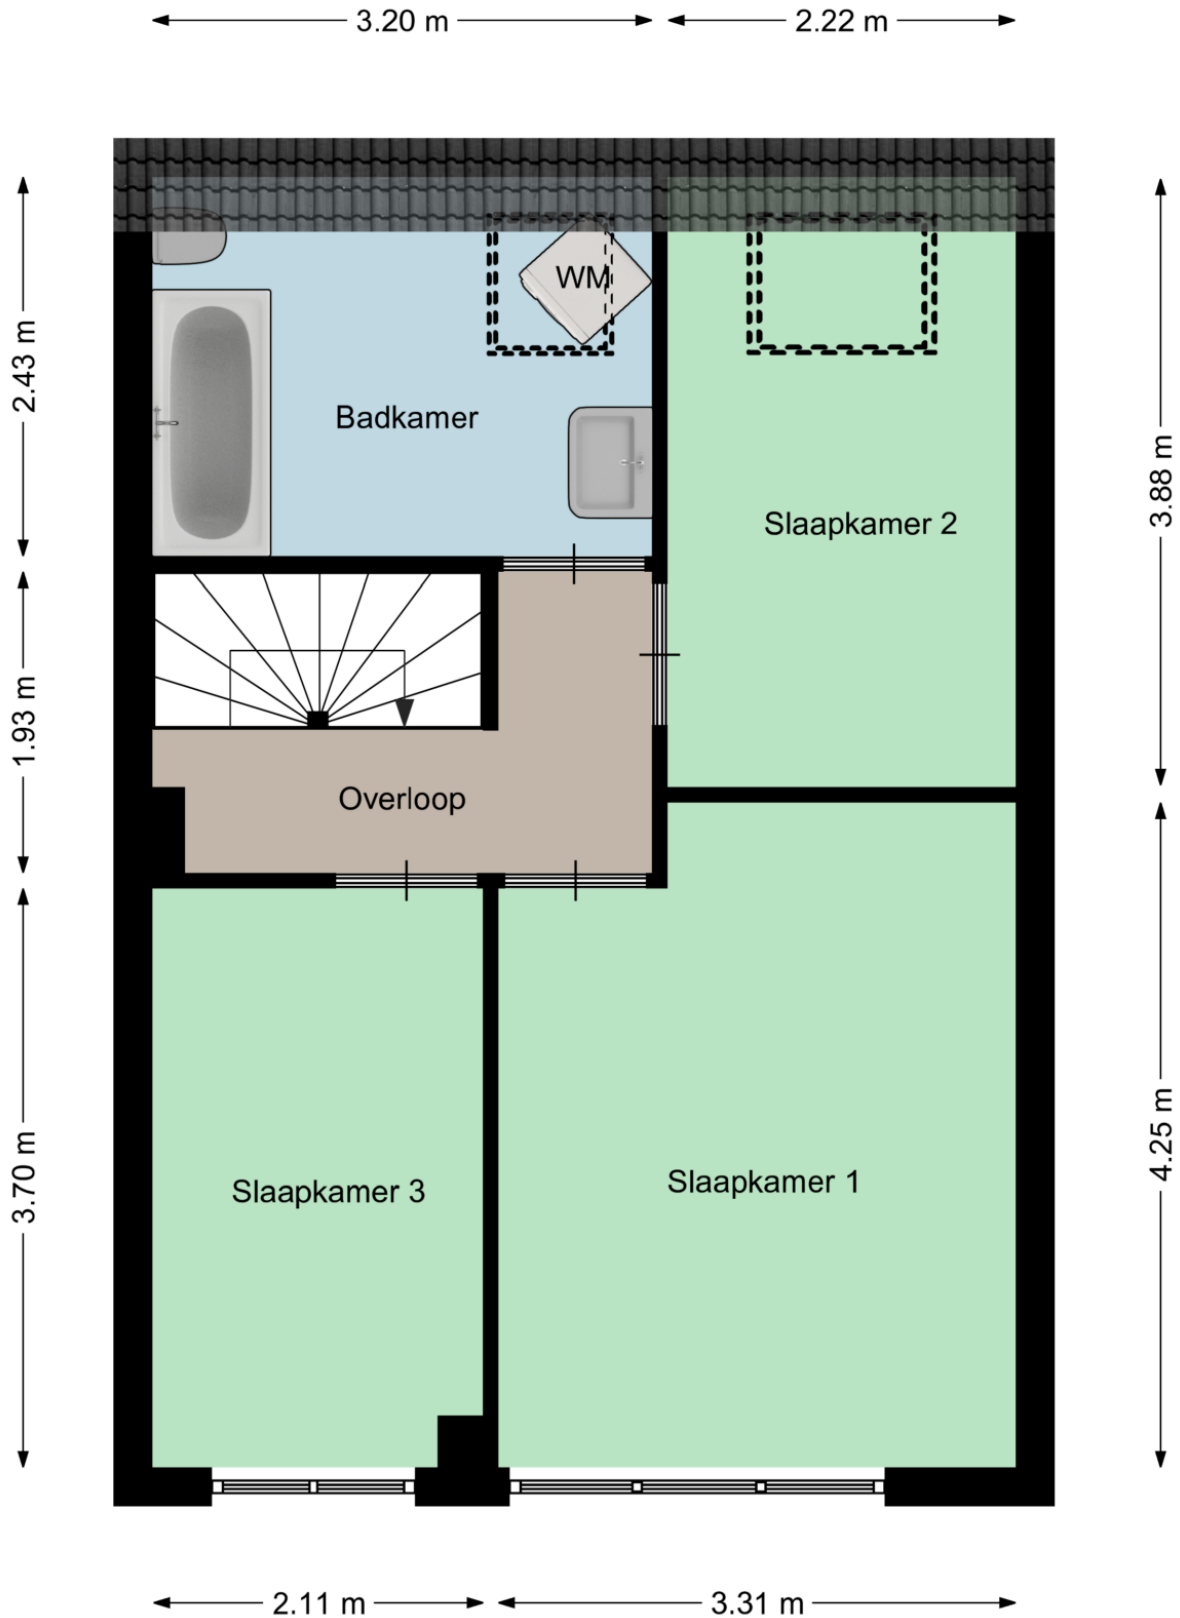 3.20 m
2.22 m
2.43 m
WM
Badkamer
3.88 m
Slaapkamer 2
1.93 m
Overloop
3.70 m
4.25 m
Slaapkamer 3
Slaapkamer 1
2.11 m
3.31 m